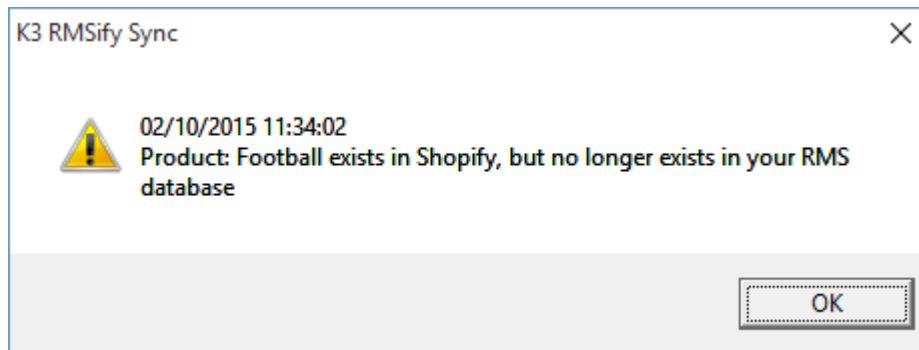 K3 RMSify Sync
02/10/2015 11:34:02
Product: Football exists in Shopify, but no longer exists in your RMS
database
OK